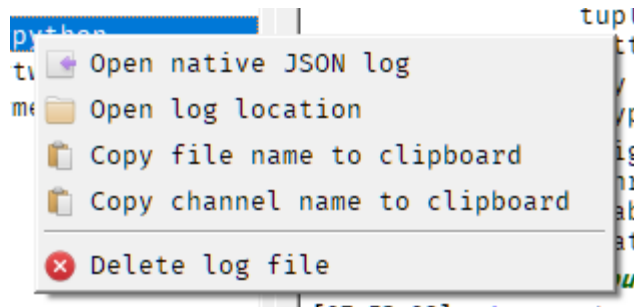 python
Open native JSON log
Open log location
Copy file name to clipboard
Copy channel name to clipboard
Delete log file